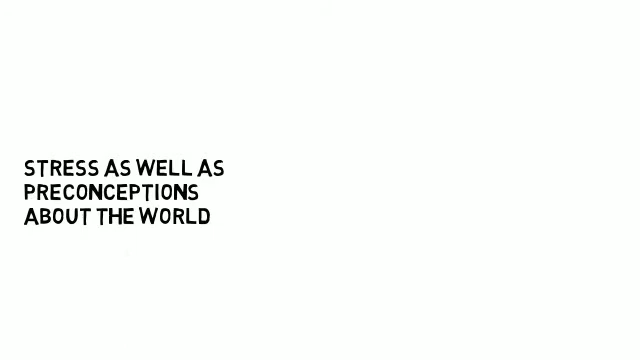 STRESS AS WELL AS
PRECONCEPTIONS
ABOUT THE WORLD